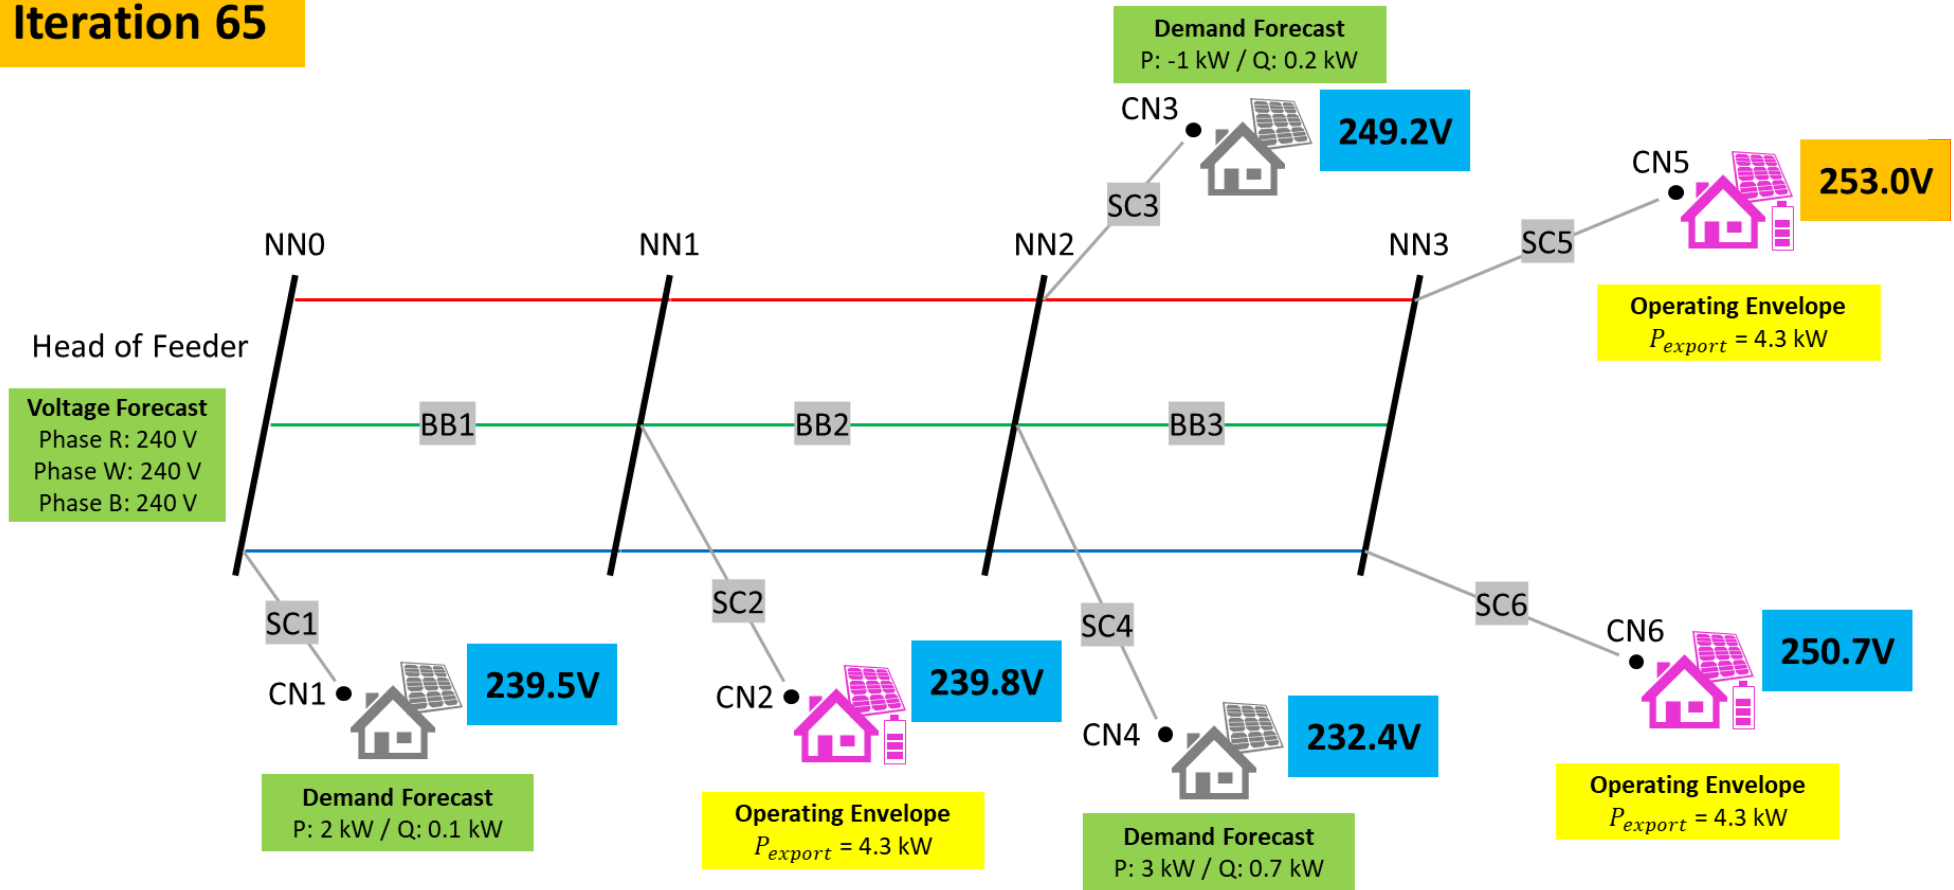 Iteration 65
Demand Forecast
P: -1 kW / Q: 0.2 kW
CN3
249.2V
SC3
CN5
253.0V
SC5
NN0
NN1
NN2
NN3
Operating Envelope
P_export = 4.3 kW
Head of Feeder
Voltage Forecast
Phase R: 240 V
Phase W: 240 V
Phase B: 240 V
BB1
BB2
BB3
SC1
SC2
SC4
SC6
CN1
239.5V
CN2
239.8V
CN4
232.4V
CN6
250.7V
Demand Forecast
P: 2 kW / Q: 0.1 kW
Operating Envelope
P_export = 4.3 kW
Demand Forecast
P: 3 kW / Q: 0.7 kW
Operating Envelope
P_export = 4.3 kW